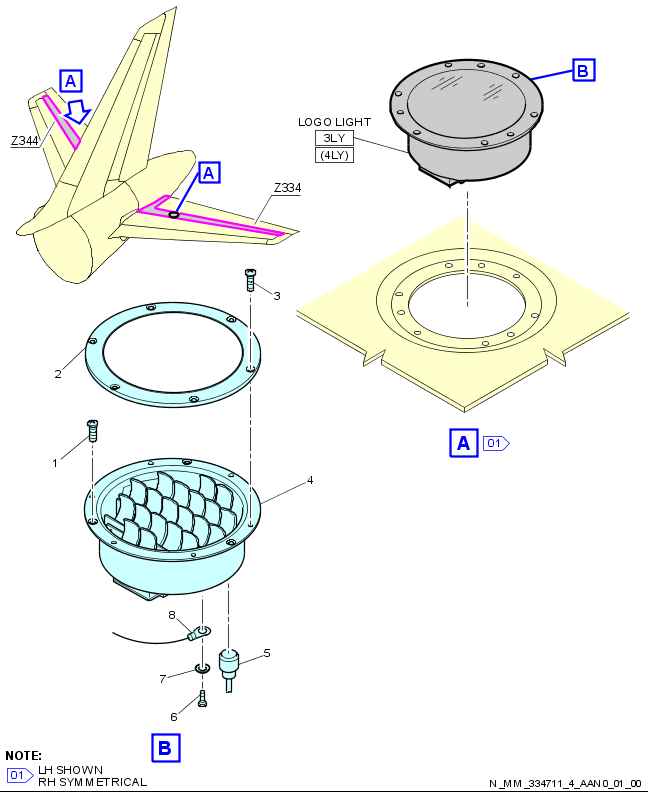 A
B
LOGO LIGHT
3LY
(4LY)
Z344
A
Z334
3
2
A 01
1
4
8
5
7
6
B
NOTE:
01 LH SHOWN
RH SYMMETRICAL
N_MM_334711_4_AAN0_01_00